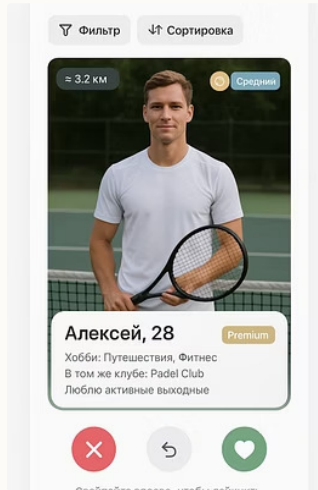 Фильтр
Сортировка
≈ 3.2 км
Средний
Алексей, 28
Premium
Хобби: Путешествия, Фитнес
В том же клубе: Padel Club
Люблю активные выходные